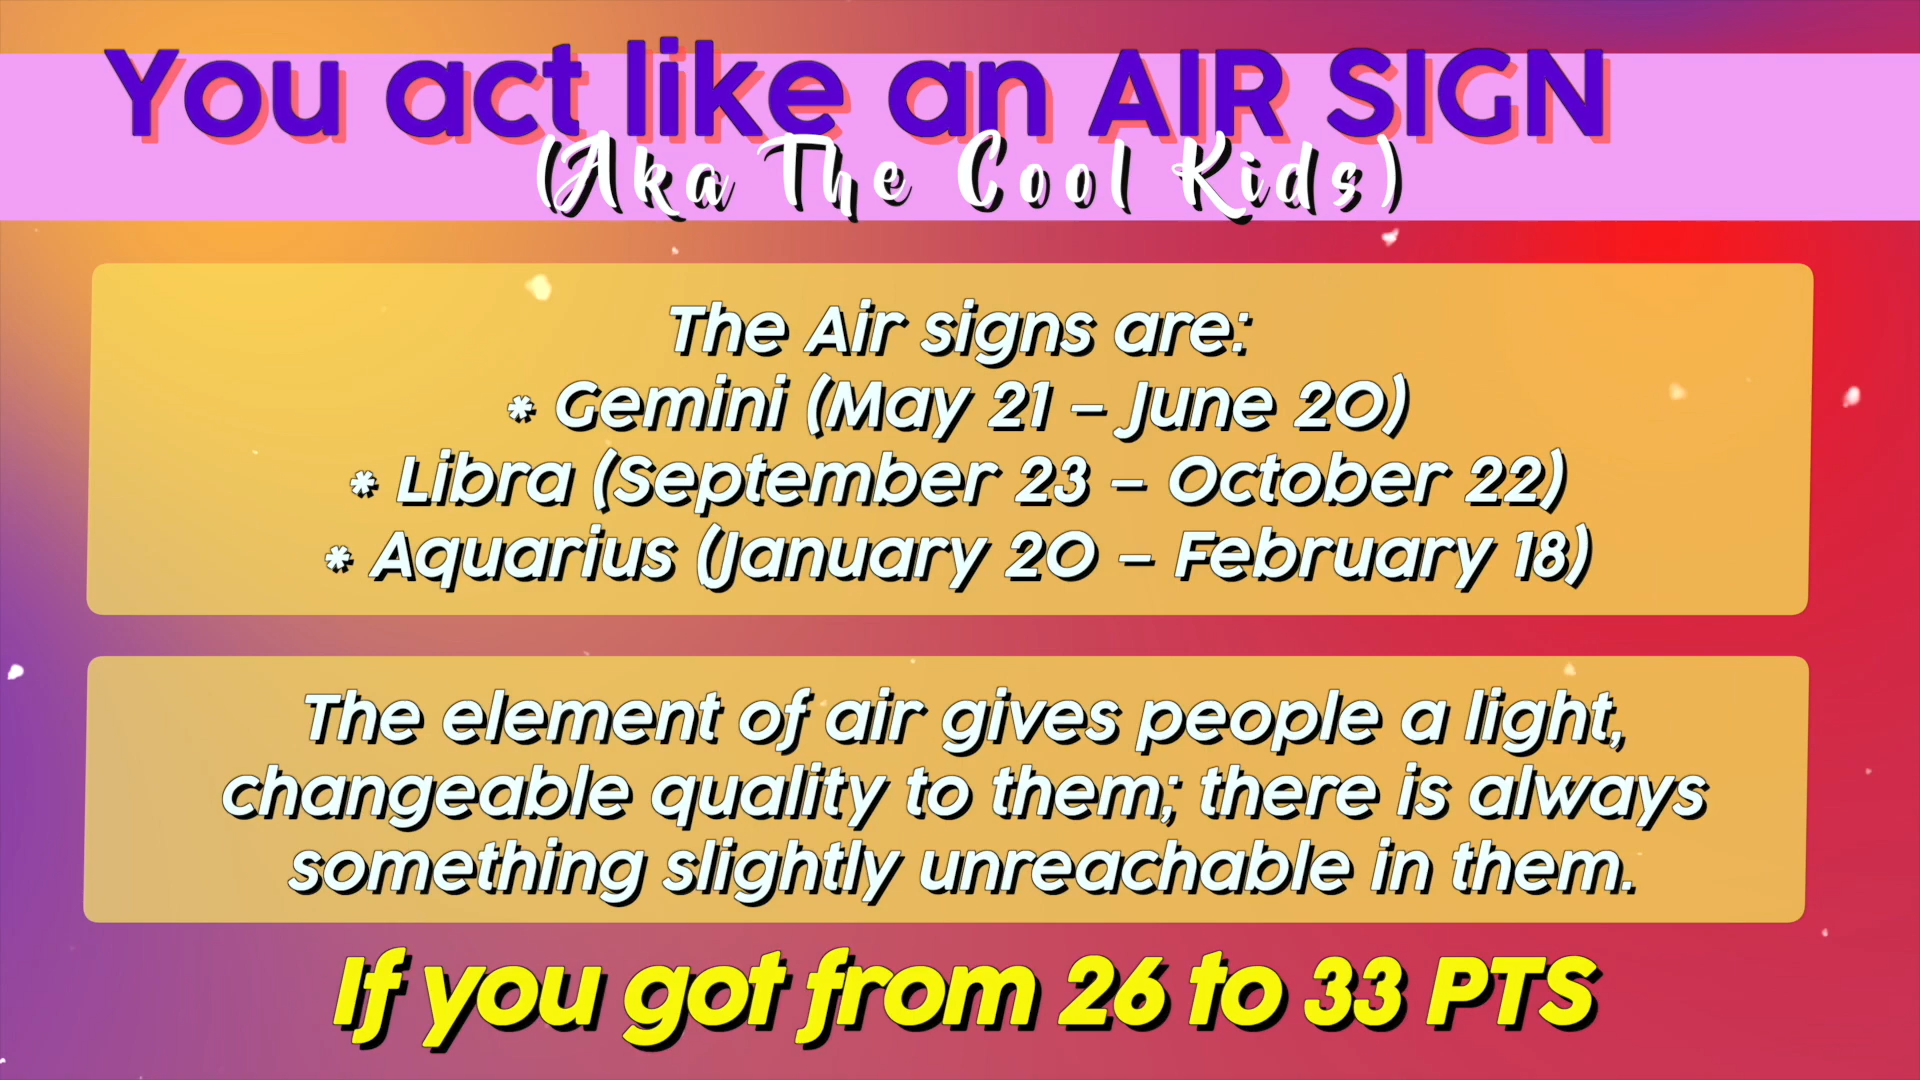 You act like an AIR SIGN
(Aka The Cool Kids)
The Air signs are:
* Gemini (May 21 – June 20)
* Libra (September 23 – October 22)
* Aquarius (January 20 – February 18)
The element of air gives people a light,
changeable quality to them; there is always
something slightly unreachable in them.
If you got from 26 to 33 PTS